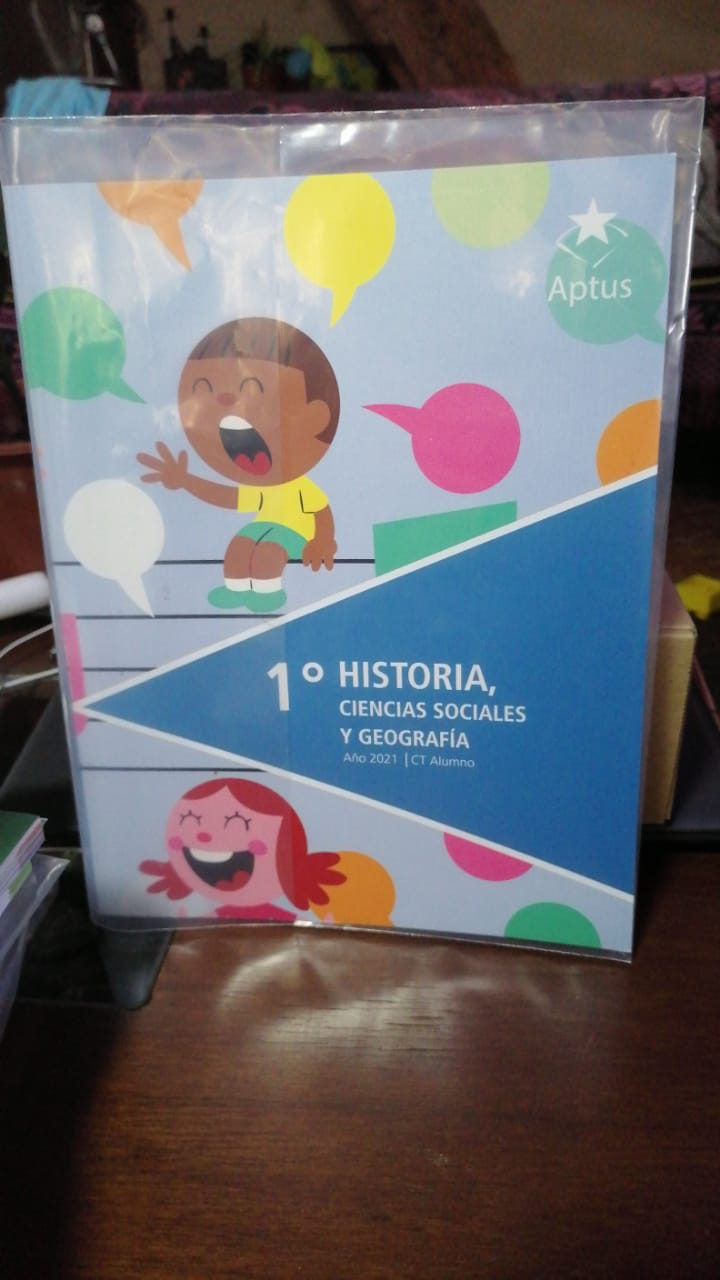 Aptus
1° HISTORIA,
CIENCIAS SOCIALES
Y GEOGRAFÍA
Año 2021 | CT Alumno